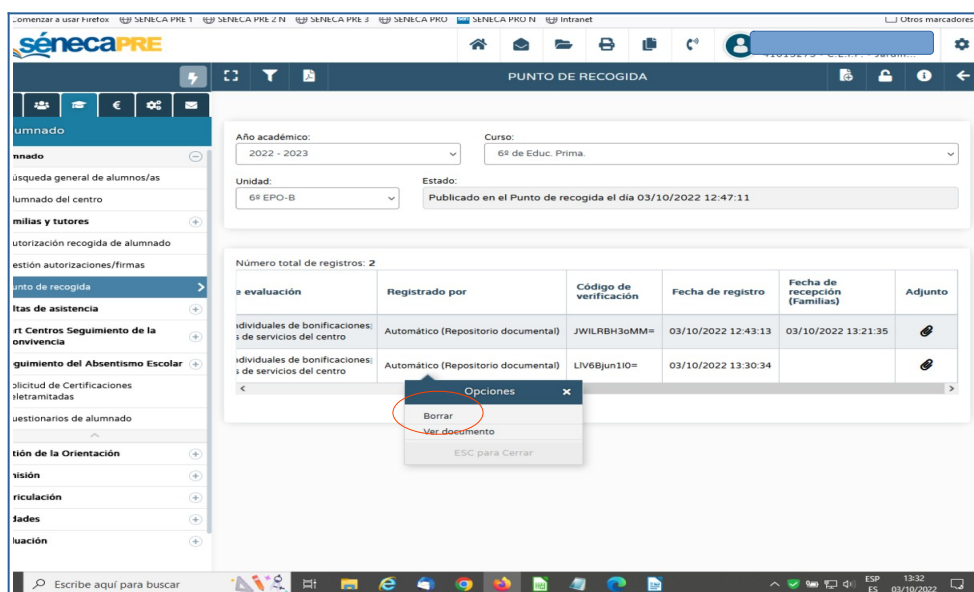 Comenzar a usar Firefox SENECA PRE 1 SENECA PRE 2 N SENECA PRE 3 SENECA PRO SENECA PRO N Intranet Otros marcadores
sénecaPRE
PUNTO DE RECOGIDA
€
umnado
Año académico:
Curso:
2022 - 2023
6º de Educ. Prima.
Unidad:
Estado:
6º EPO-B
Publicado en el Punto de recogida el día 03/10/2022 12:47:11
mnado
úsqueda general de alumnos/as
lumnado del centro
milias y tutores
utorización recogida de alumnado
estión autorizaciones/firmas
unto de recogida
ltas de asistencia
rt Centros Seguimiento de la
onvivencia
guimiento del Absentismo Escolar
olicitud de Certificaciones
eletramitadas
uestionarios de alumnado
tión de la Orientación
nisión
riculación
dades
luación
Número total de registros: 2
e evaluación
Registrado por
Código de
verificación
Fecha de registro
Fecha de
recepción
(Familias)
Adjunto
ndividuales de bonificaciones;
s de servicios del centro
Automático (Repositorio documental)
JWILRBH3oMM=
03/10/2022 12:43:13
03/10/2022 13:21:35
ndividuales de bonificaciones;
s de servicios del centro
Automático (Repositorio documental)
LlV6Bjun1I0=
03/10/2022 13:30:34
Opciones
Borrar
Ver documento
ESC para Cerrar
Escribe aquí para buscar
ESP
ES
13:32
03/10/2022